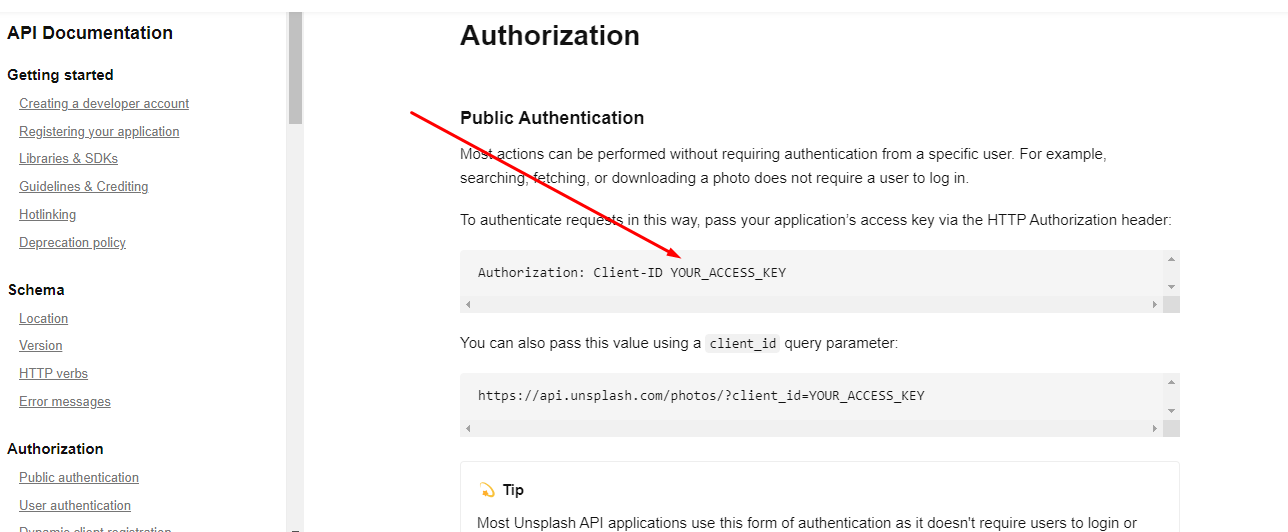 API Documentation
Getting started
Creating a developer account
Registering your application
Libraries & SDKs
Guidelines & Crediting
Hotlinking
Deprecation policy
Schema
Location
Version
HTTP verbs
Error messages
Authorization
Public authentication
User authentication
Dynamic client registration
Authorization
Public Authentication
Most actions can be performed without requiring authentication from a specific user. For example,
searching, fetching, or downloading a photo does not require a user to log in.
To authenticate requests in this way, pass your application’s access key via the HTTP Authorization header:
Authorization: Client-ID YOUR_ACCESS_KEY
You can also pass this value using a client_id query parameter:
https://api.unsplash.com/photos/?client_id=YOUR_ACCESS_KEY
Tip
Most Unsplash API applications use this form of authentication as it doesn't require users to login or